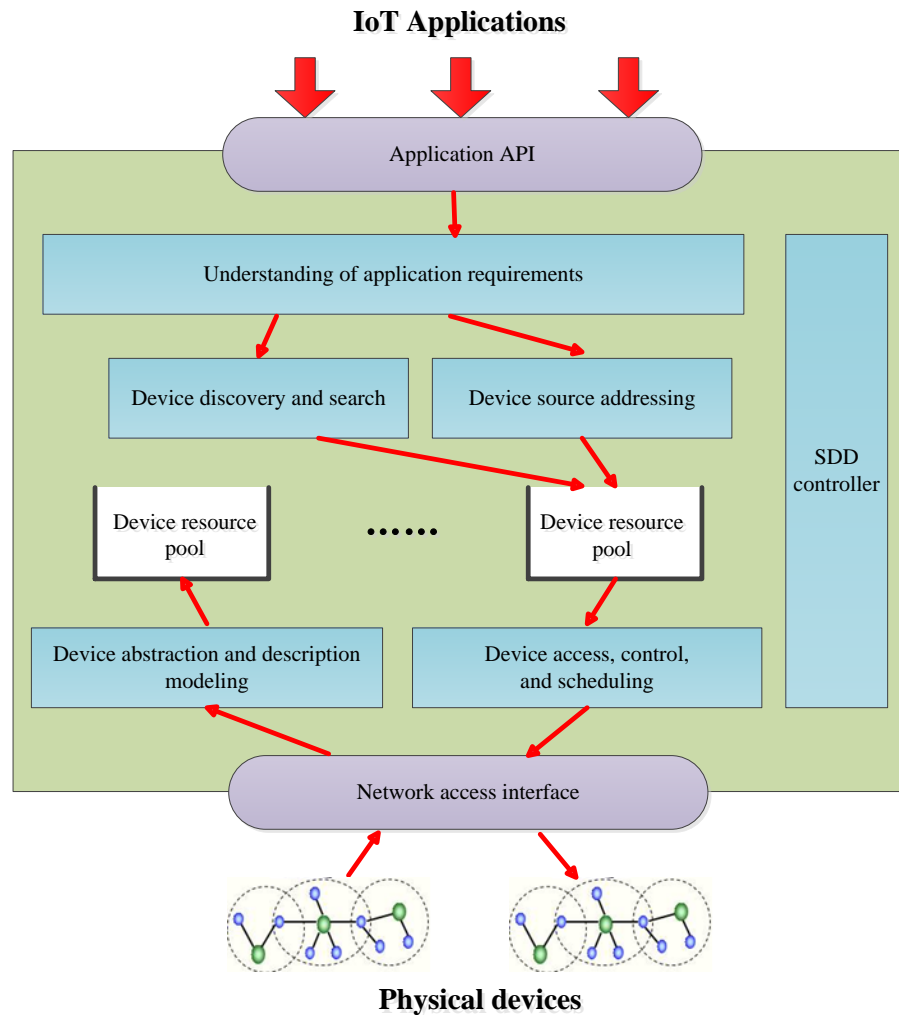 IoT Applications
Application API
Understanding of application requirements
Device discovery and search
Device source addressing
SDD
controller
Device resource
pool
......
Device resource
pool
Device abstraction and description
modeling
Device access, control,
and scheduling
Network access interface
Physical devices